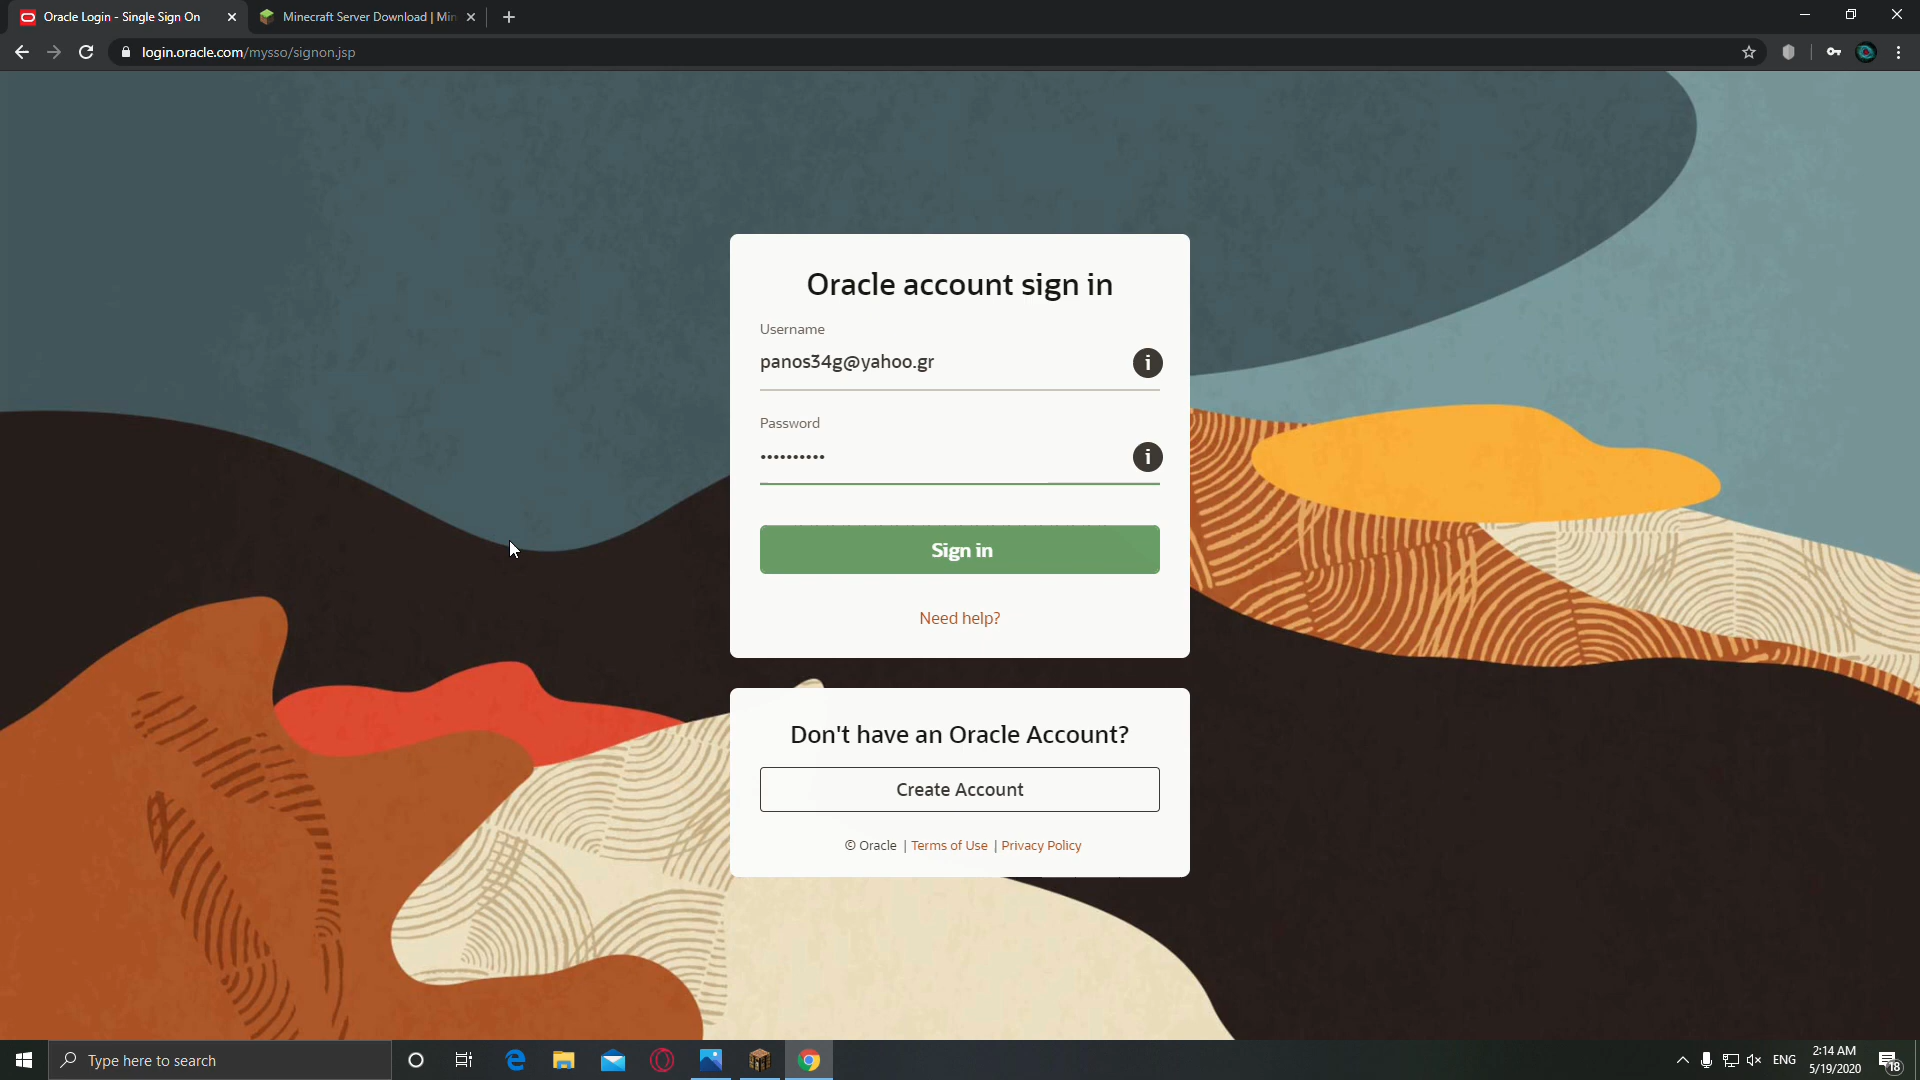 Oracle Login - Single Sign On
Minecraft Server Download | Min
login.oracle.com/mysso/signon.jsp
Oracle account sign in
Username
panos34g@yahoo.gr
i
Password
••••••••••
i
Sign in
Need help?
Don't have an Oracle Account?
Create Account
© Oracle | Terms of Use | Privacy Policy
Type here to search
ENG
2:14 AM
5/19/2020
18